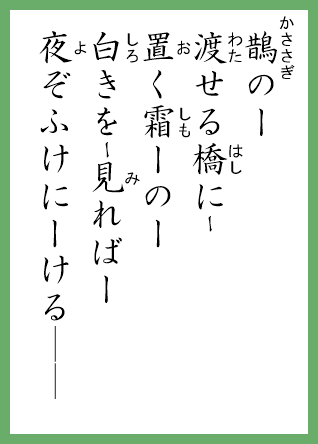 鵲のー
渡せる橋に~
置く霜ーのー
白きを~見ればー
夜ぞふけにーける――
かささぎ
わた
はし
お
しも
しろ
み
よ